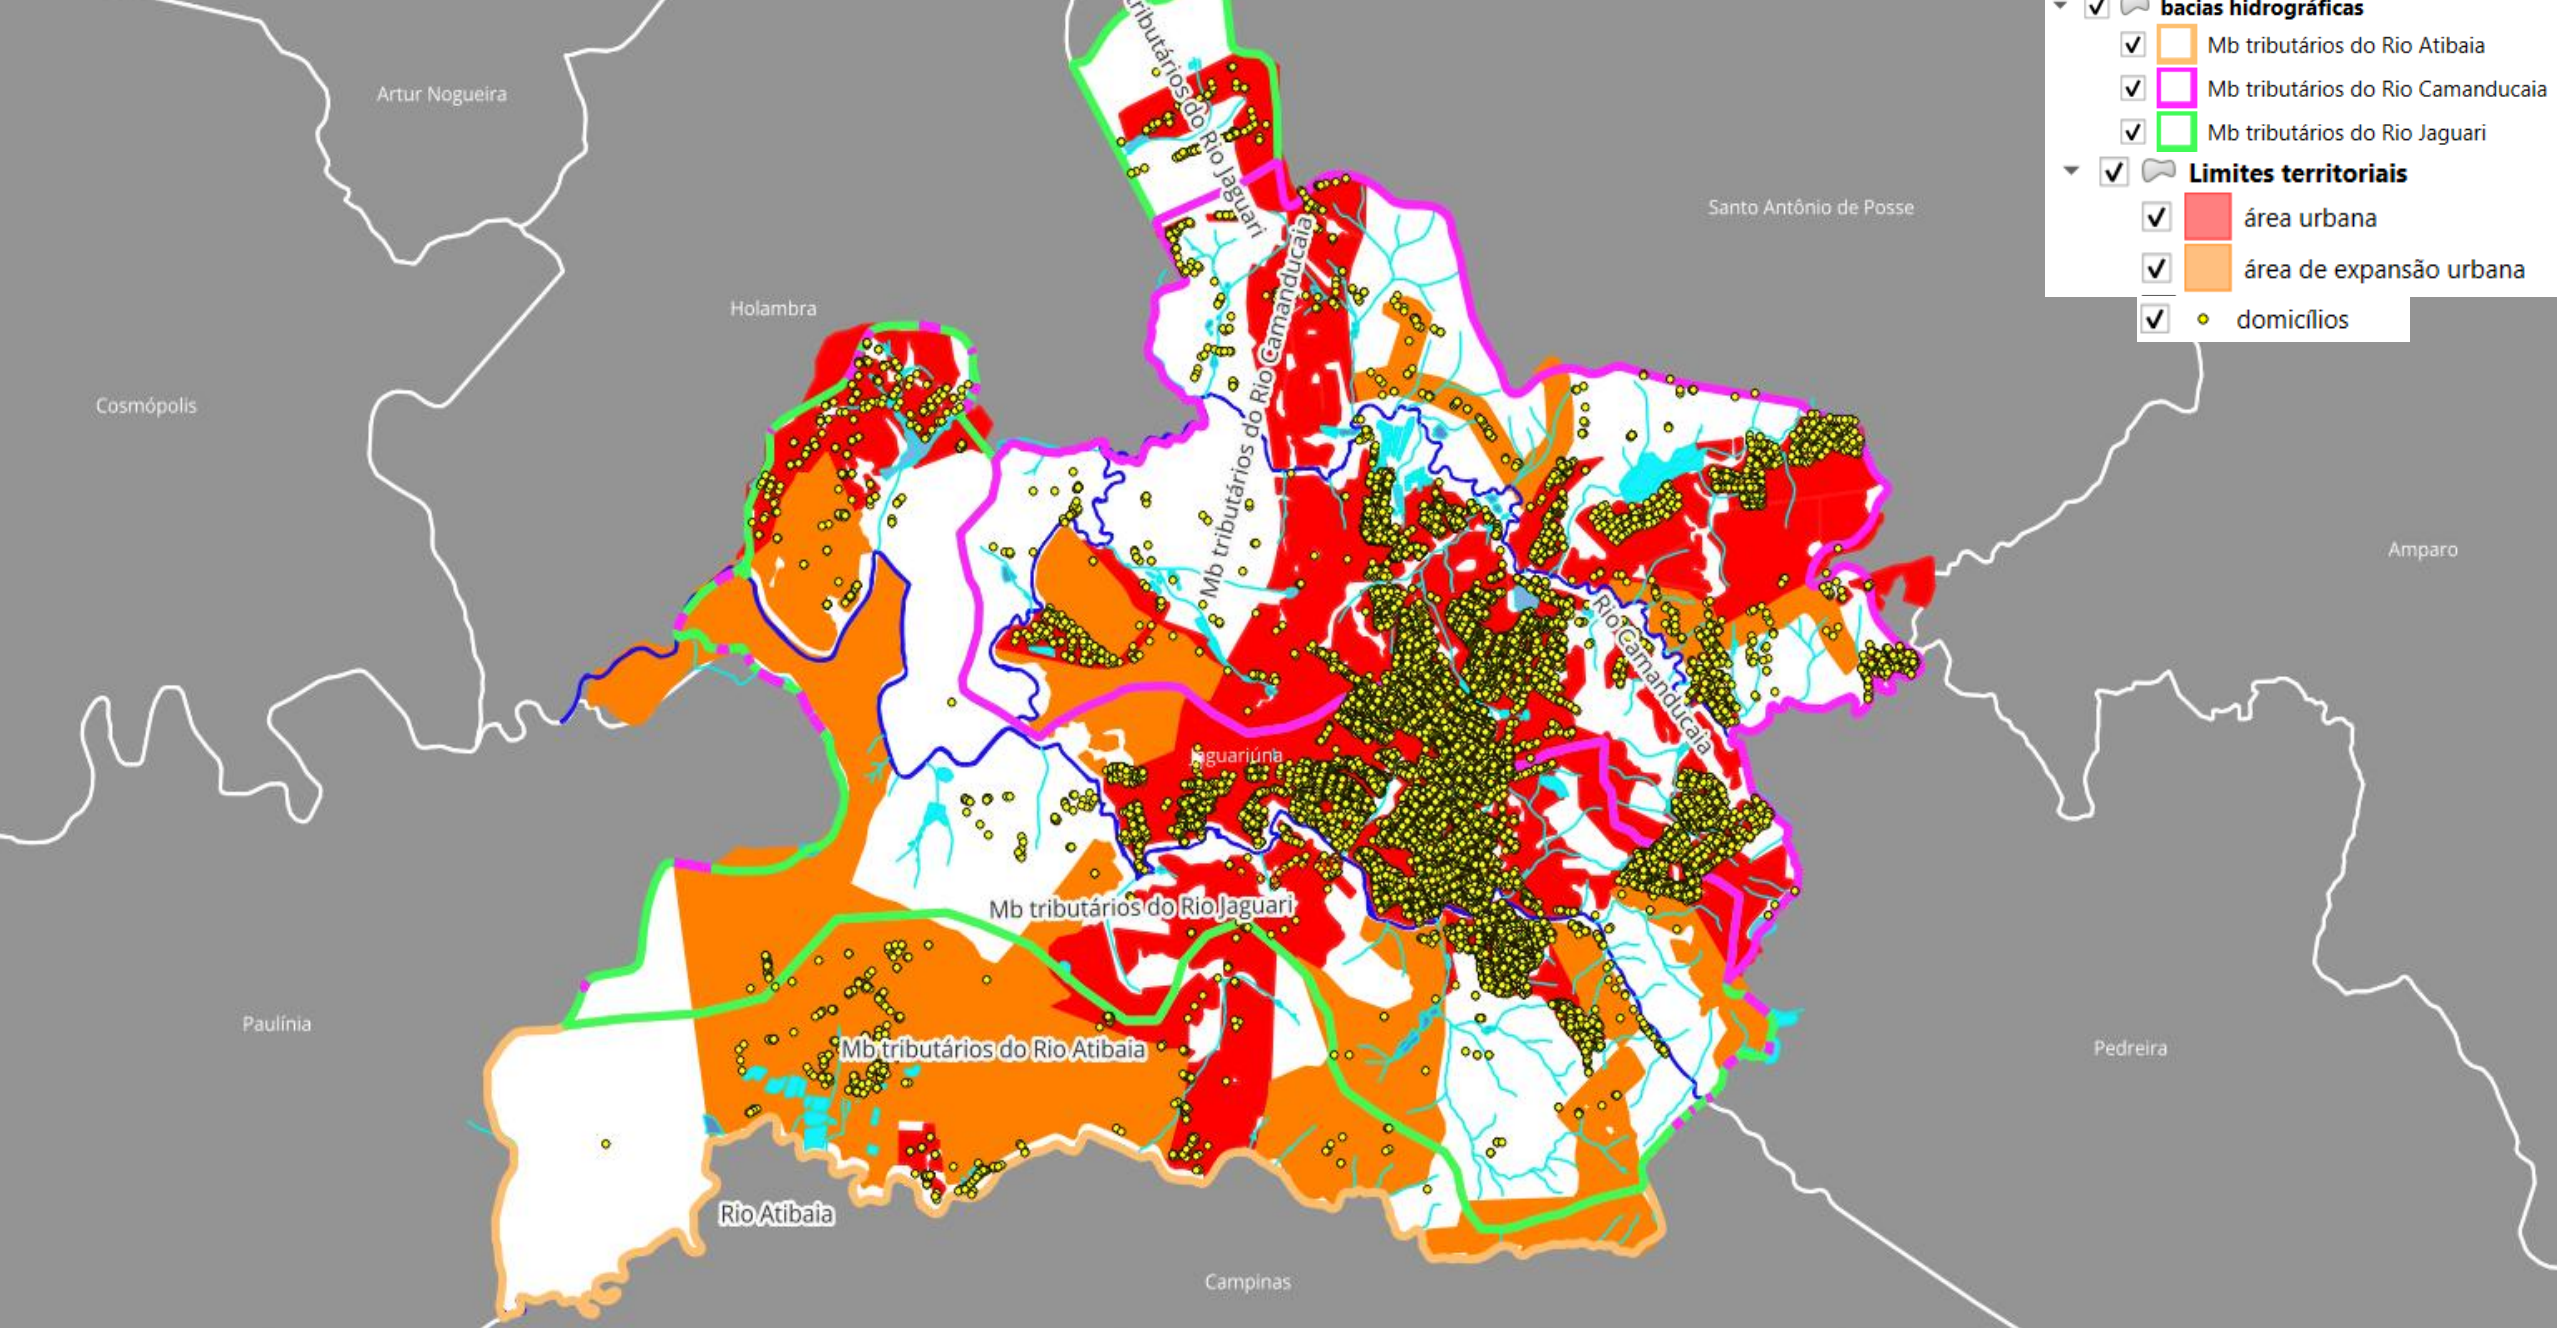 bacias hidrográficas
Mb tributários do Rio Atibaia
Mb tributários do Rio Camanducaia
Mb tributários do Rio Jaguari
Limites territoriais
área urbana
área de expansão urbana
domicílios
tributários do Rio Jaguari
Artur Nogueira
Santo Antônio de Posse
Holambra
Mb tributários do Rio Camanducaia
Cosmópolis
Amparo
Rio Camanducaia
Jaguariúna
Mb tributários do Rio Jaguari
Paulínia
Mb tributários do Rio Atibaia
Pedreira
Rio Atibaia
Campinas